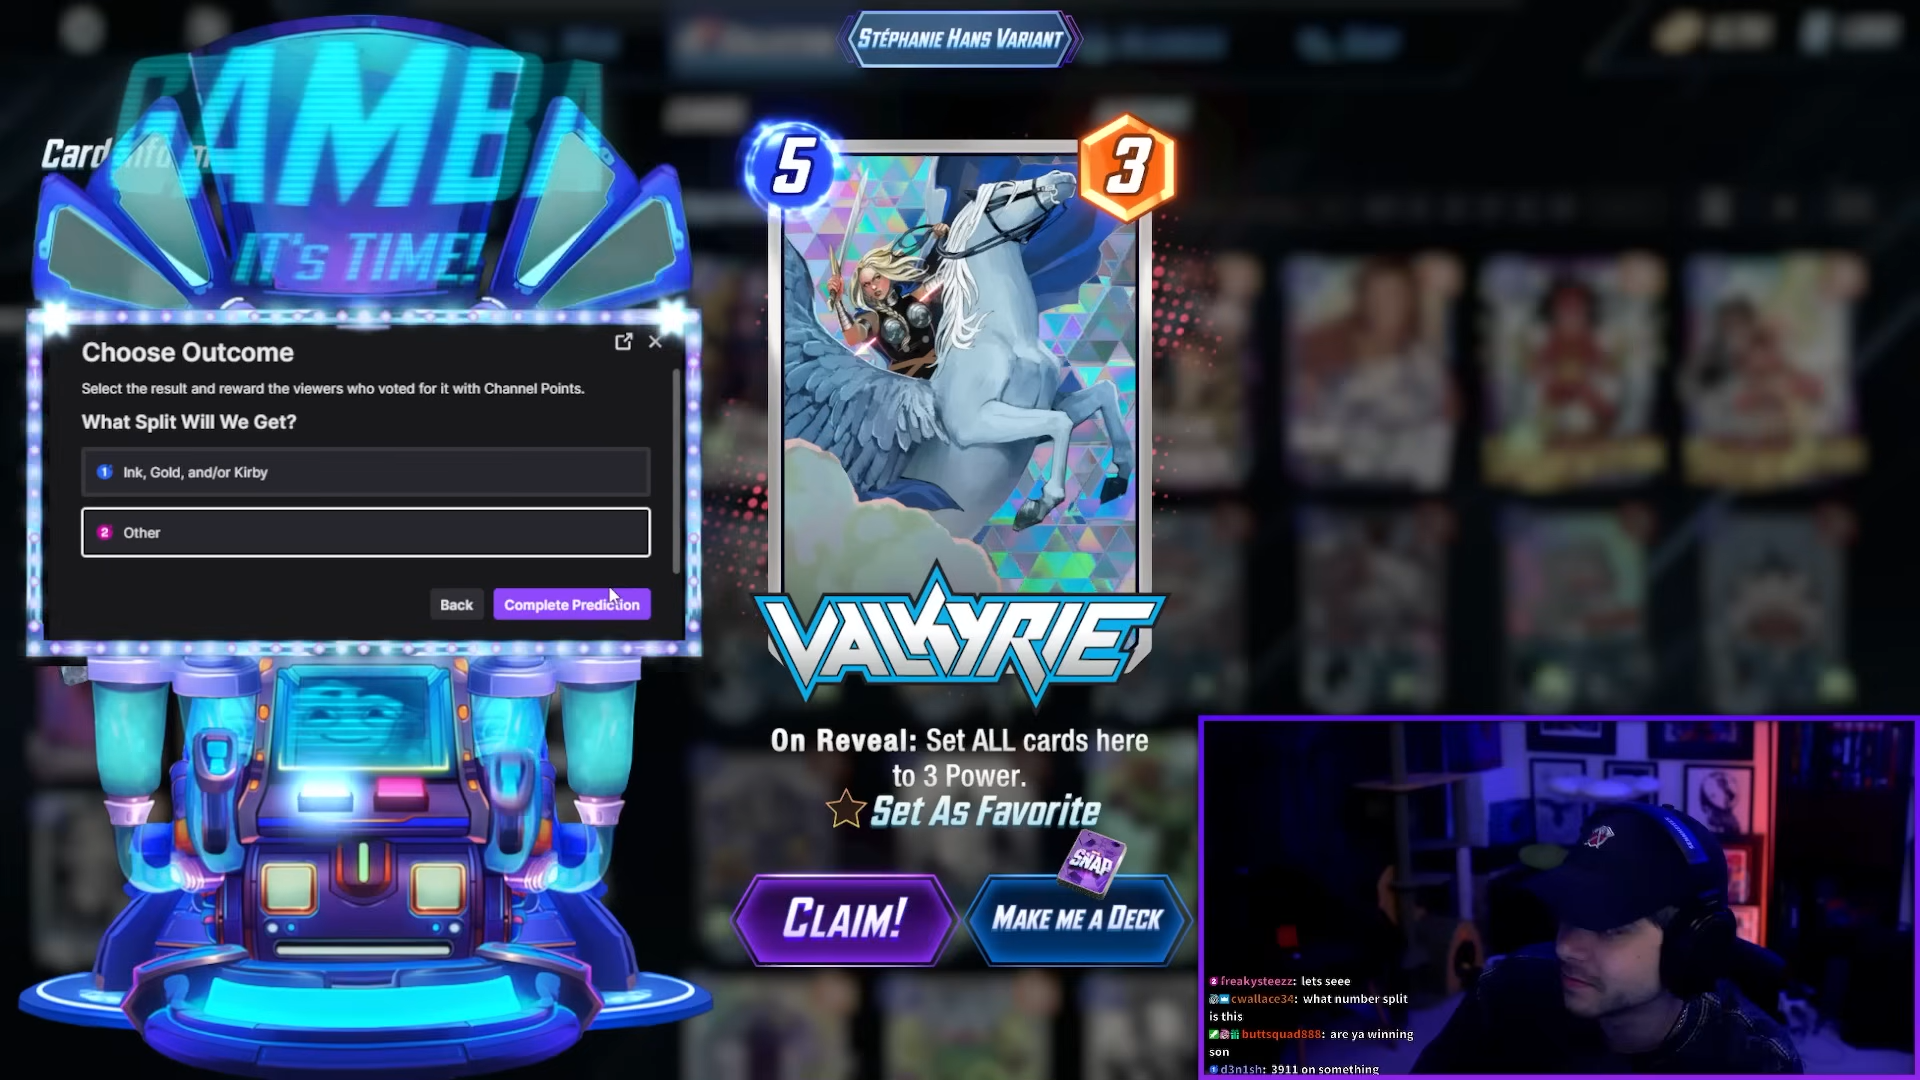 STÉPHANIE HANS VARIANT
Card
GAMBA
IT's TIME!
5
3
Choose Outcome
Select the result and reward the viewers who voted for it with Channel Points.
What Split Will We Get?
1 Ink, Gold, and/or Kirby
2 Other
Back
Complete Prediction
VALKYRIE
On Reveal: Set ALL cards here
to 3 Power.
Set As Favorite
SNAP
CLAIM!
MAKE ME A DECK
2 freakysteezz: lets seee
cwallace34: what number split
is this
buttsquad888: are ya winning
son
1 d3n1sh: 3911 on something